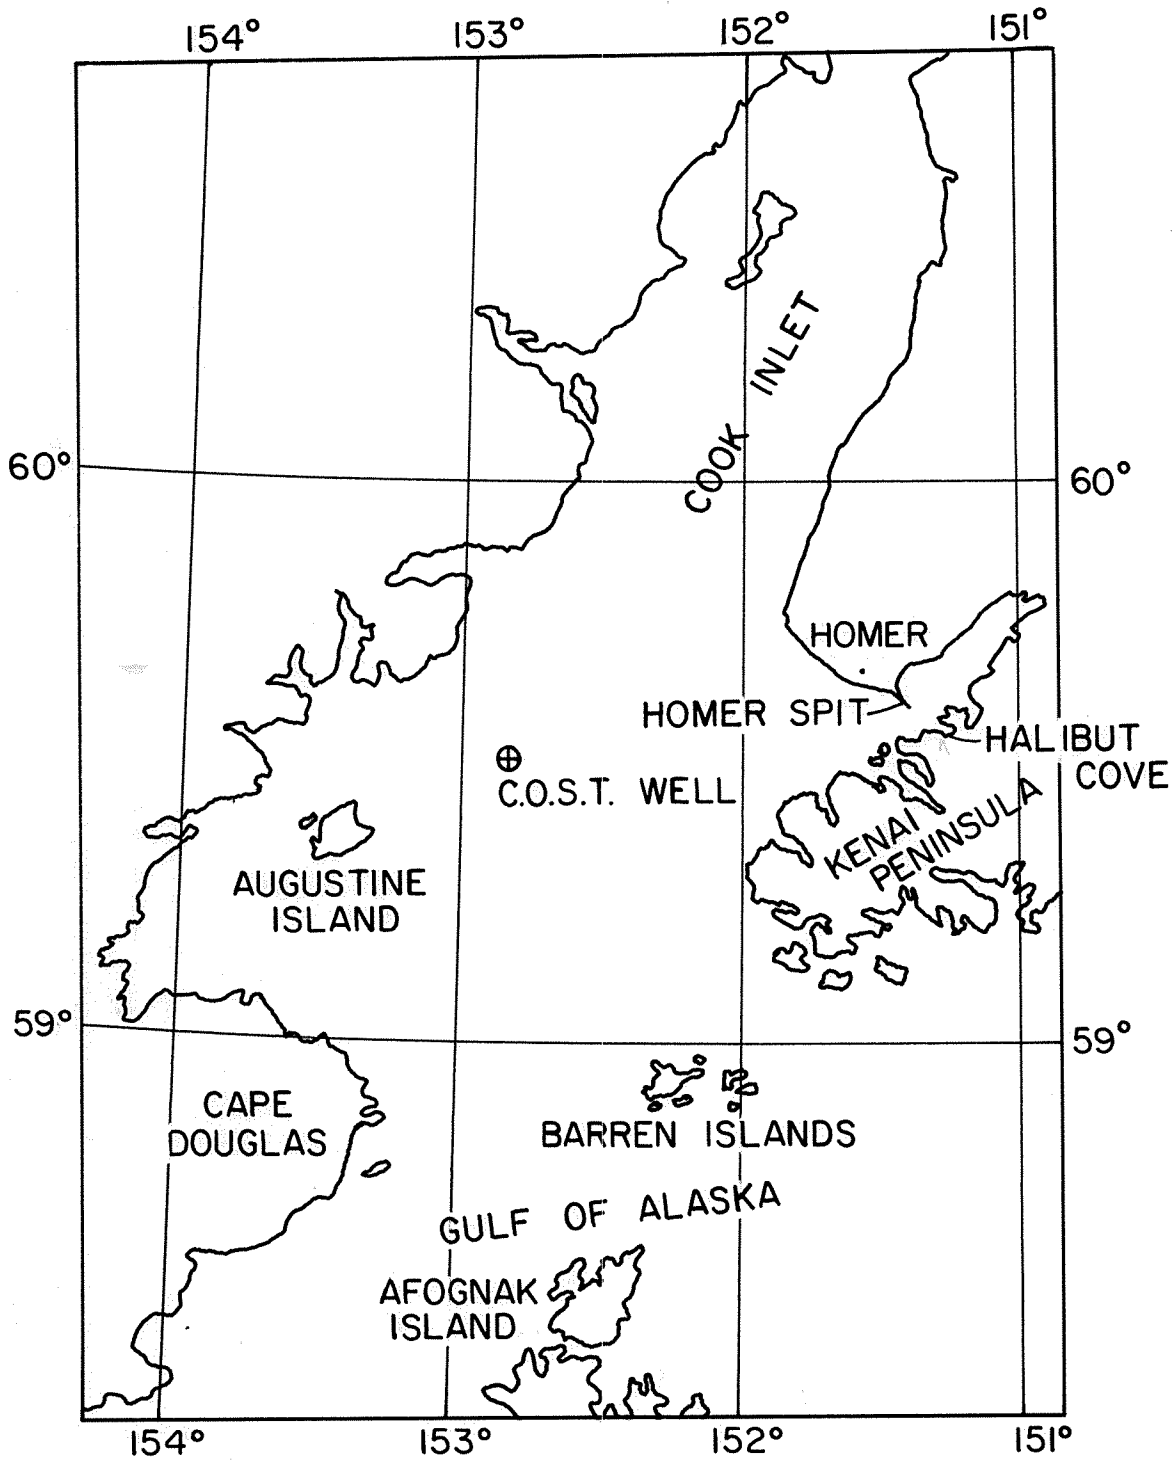 154° 153° 152° 151°
COOK INLET
60° 60°
HOMER
HOMER SPIT
HALIBUT
COVE
C.O.S.T. WELL
KENAI
PENINSULA
AUGUSTINE
ISLAND
59° 59°
CAPE
DOUGLAS
BARREN ISLANDS
GULF OF ALASKA
AFOGNAK
ISLAND
154° 153° 152° 151°